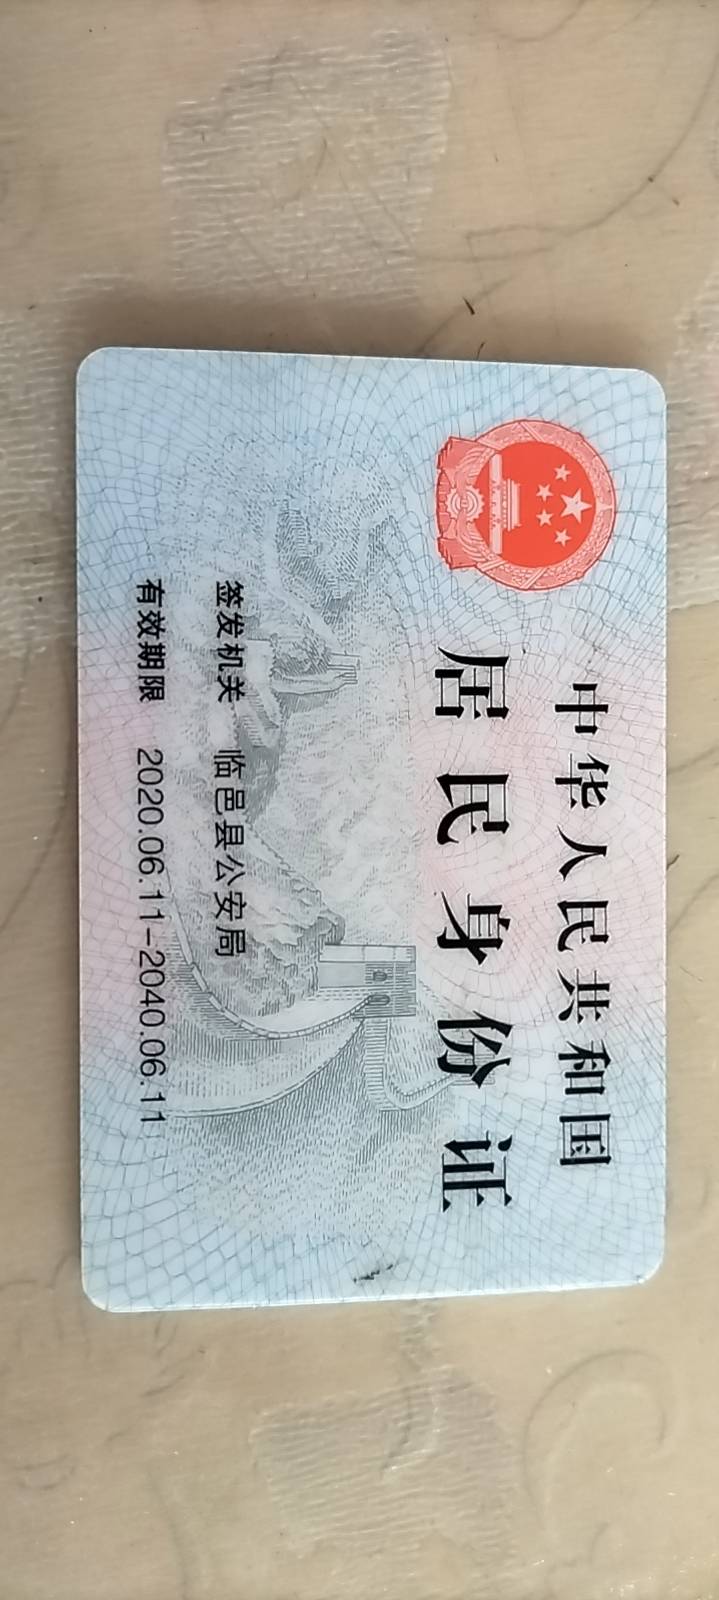 中华人民共和国
居民身份证
签发机关 临邑县公安局
有效期限 2020.06.11-2040.06.11